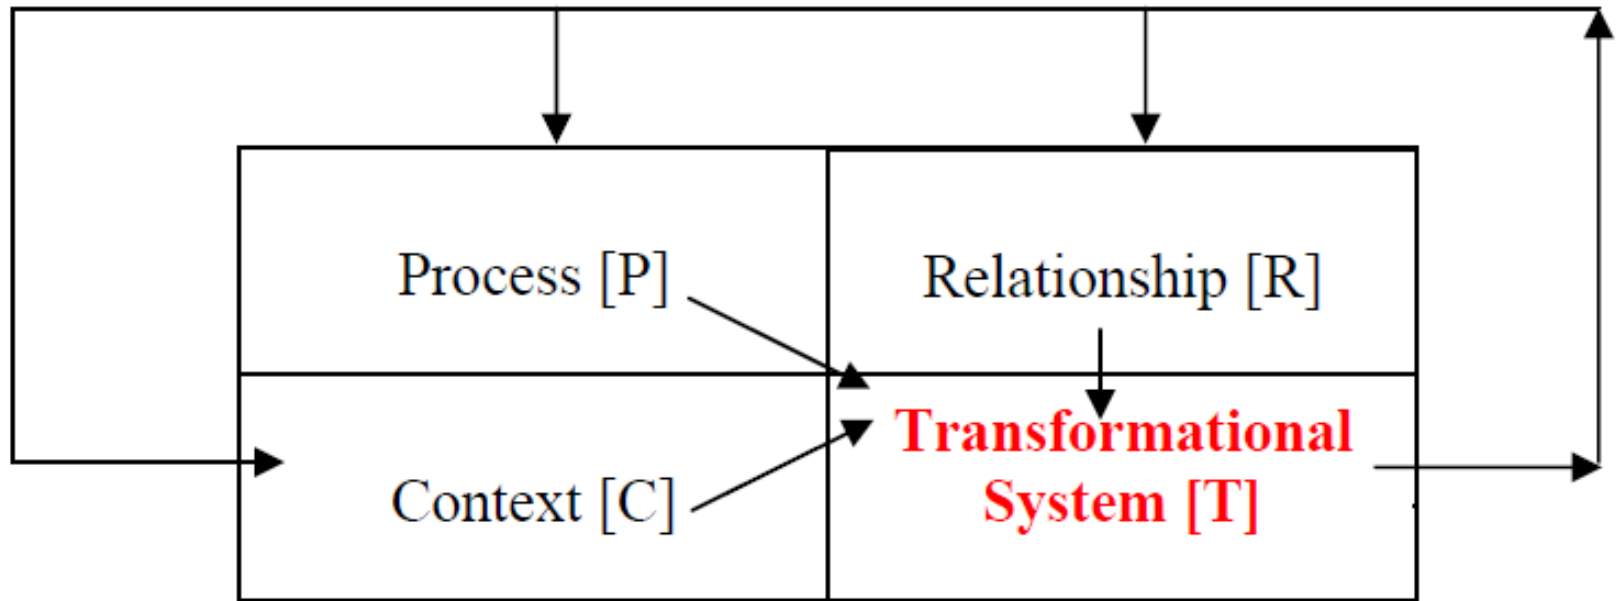 Process [P]
Relationship [R]
Context [C]
Transformational
System [T]